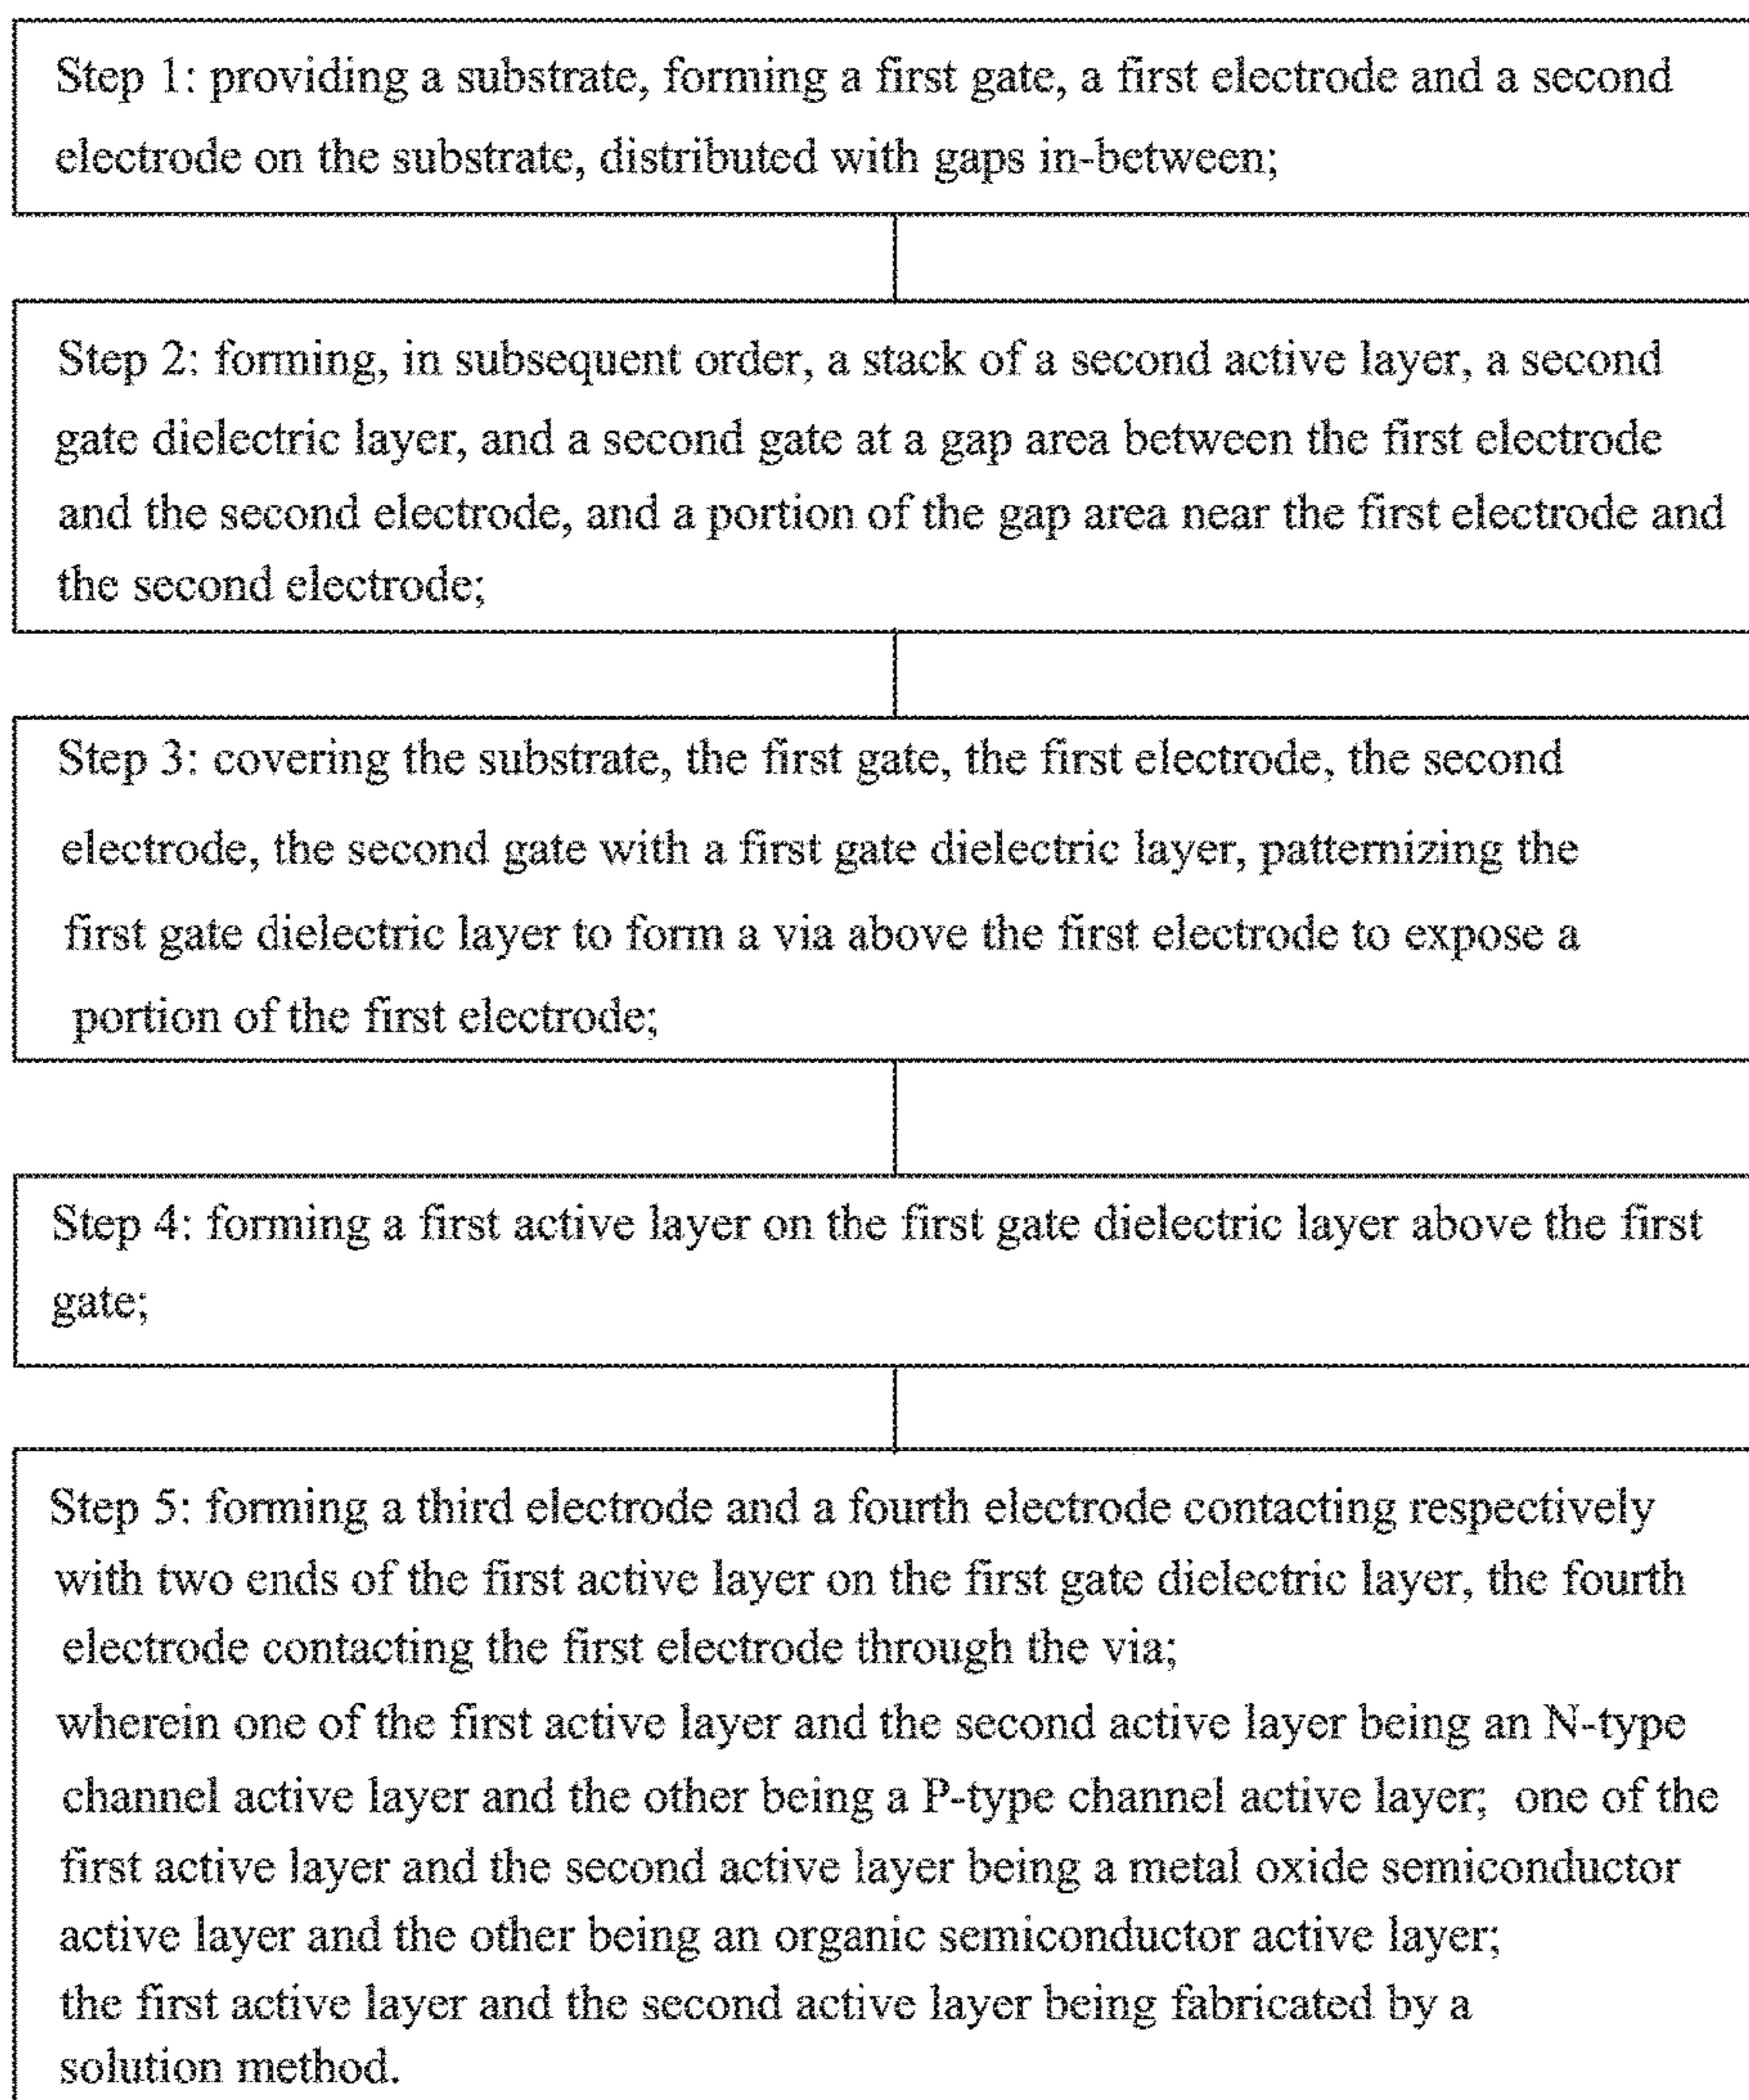 Step 1: providing a substrate, forming a first gate, a first electrode and a second
electrode on the substrate, distributed with gaps in-between;
Step 2: forming, in subsequent order, a stack of a second active layer, a second
gate dielectric layer, and a second gate at a gap area between the first electrode
and the second electrode, and a portion of the gap area near the first electrode and
the second electrode;
Step 3: covering the substrate, the first gate, the first electrode, the second
electrode, the second gate with a first gate dielectric layer, patternizing the
first gate dielectric layer to form a via above the first electrode to expose a
portion of the first electrode;
Step 4: forming a first active layer on the first gate dielectric layer above the first
gate;
Step 5: forming a third electrode and a fourth electrode contacting respectively
with two ends of the first active layer on the first gate dielectric layer, the fourth
electrode contacting the first electrode through the via;
wherein one of the first active layer and the second active layer being an N-type
channel active layer and the other being a P-type channel active layer; one of the
first active layer and the second active layer being a metal oxide semiconductor
active layer and the other being an organic semiconductor active layer;
the first active layer and the second active layer being fabricated by a
solution method.